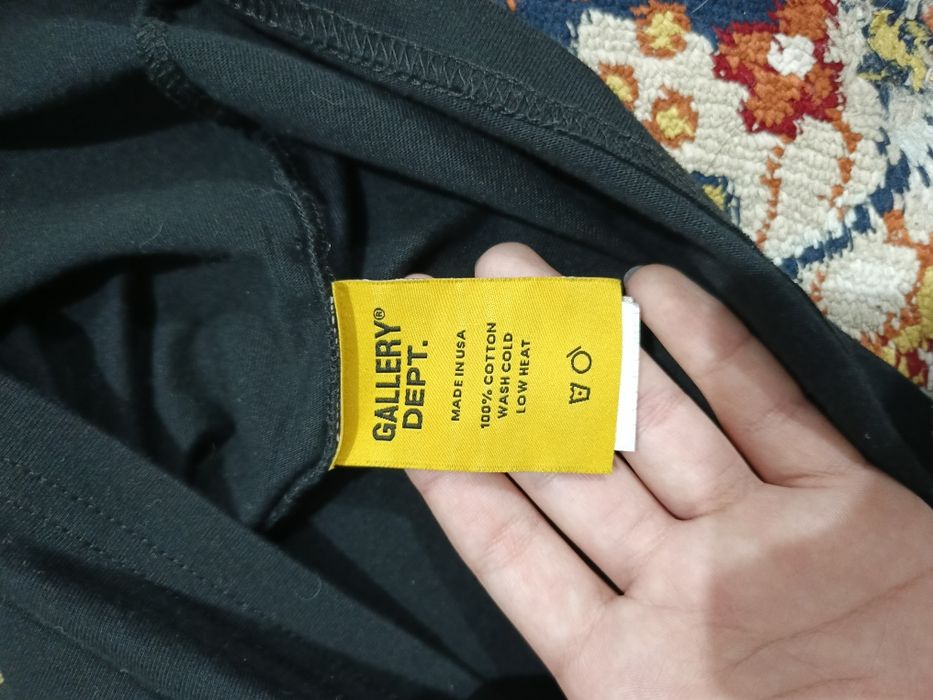 GALLERY®
DEPT.
MADE IN USA
100% COTTON
WASH COLD
LOW HEAT